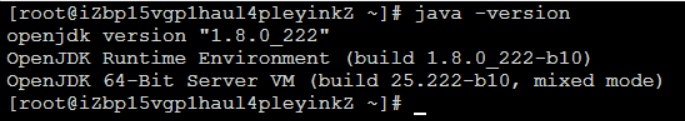 [root@iZbp15vgp1haul4pleyinkZ ~]# java -version
openjdk version "1.8.0_222"
OpenJDK Runtime Environment (build 1.8.0_222-b10)
OpenJDK 64-Bit Server VM (build 25.222-b10, mixed mode)
[root@iZbp15vgp1haul4pleyinkZ ~]#